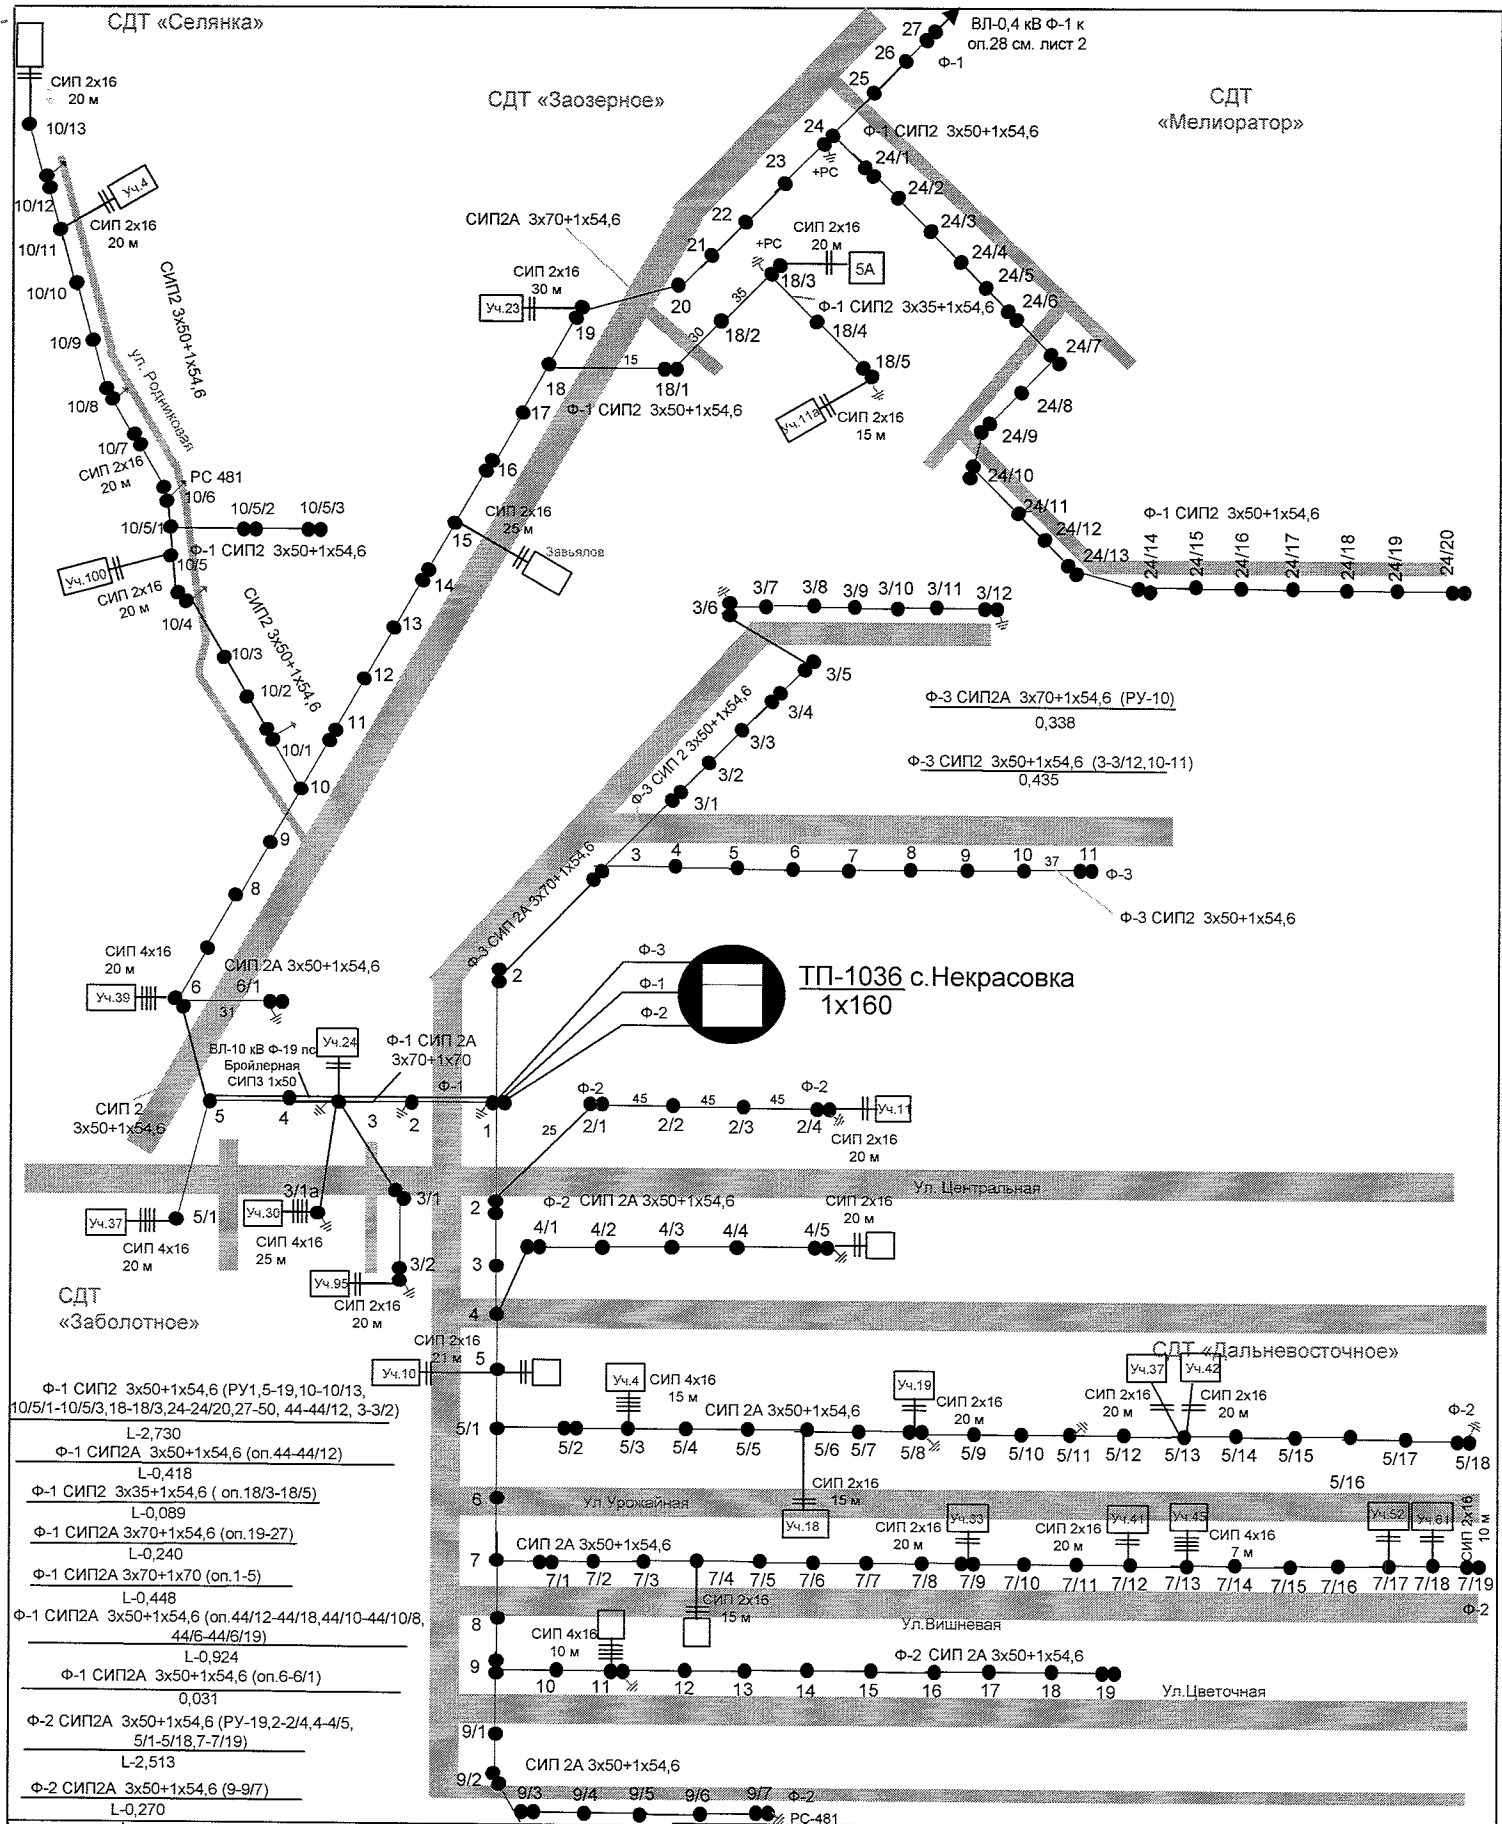 СДТ «Селянка»
СИП 2х16
20 м
10/13
10/12
Уч.4
СИП 2х16
20 м
10/11
10/10
10/9
СИП2 3х50+1х54,6
ул. Родниковая
10/8
10/7
СИП 2х16
20 м
РС 481
10/6
10/5/1
10/5/2
10/5/3
Ф-1 СИП2 3х50+1х54,6
10/5
Уч.100
СИП 2х16
20 м
10/4
СИП2 3х50+1х54,6
10/3
10/2
10/1
СДТ «Заозерное»
ВЛ-0,4 кВ Ф-1 к
оп.28 см. лист 2
27
26
Ф-1
25
24
Ф-1 СИП2 3х50+1х54,6
+РС
23
22
21
20
СИП2А 3х70+1х54,6
СИП 2х16
30 м
Уч.23
19
18
15
18/1
30
35
18/2
+РС
18/3
СИП 2х16
20 м
5А
Ф-1 СИП2 3х35+1х54,6
18/4
18/5
Уч.11а
СИП 2х16
15 м
Ф-1 СИП2 3х50+1х54,6
17
16
15
СИП 2х16
25 м
Завьялов
14
13
12
11
10
9
8
СДТ
«Мелиоратор»
24/1
24/2
24/3
24/4
24/5
24/6
24/7
24/8
24/9
24/10
24/11
24/12
24/13
Ф-1 СИП2 3х50+1х54,6
24/14
24/15
24/16
24/17
24/18
24/19
24/20
3/6
3/7
3/8
3/9
3/10
3/11
3/12
3/5
3/4
3/3
3/2
3/1
Ф-3 СИП 2 3х50+1х54,6
Ф-3 СИП2А 3х70+1х54,6 (РУ-10)
0,338
Ф-3 СИП2 3х50+1х54,6 (3-3/12,10-11)
0,435
3
4
5
6
7
8
9
10
37
11
Ф-3
Ф-3 СИП2 3х50+1х54,6
Ф-3 СИП 2А 3х70+1х54,6
2
Ф-3
Ф-1
Ф-2
ТП-1036 с.Некрасовка
1х160
СИП 4х16
20 м
Уч.39
6
СИП 2А 3х50+1х54,6
6/1
31
ВЛ-10 кВ Ф-19 пс
Бройлерная
СИП3 1х50
Уч.24
Ф-1 СИП 2А
3х70+1х70
Ф-1
СИП 2
3х50+1х54,6
5
4
3
2
1
Ф-2
25
2/1
45
2/2
45
2/3
45
Ф-2
2/4
Уч.11
СИП 2х16
20 м
Ул. Центральная
Уч.37
5/1
СИП 4х16
20 м
Уч.30
3/1а
СИП 4х16
25 м
3/1
3/2
Уч.95
СИП 2х16
20 м
2
Ф-2 СИП 2А 3х50+1х54,6
4/1
4/2
4/3
4/4
4/5
СИП 2х16
20 м
3
4
СДТ
«Заболотное»
СДТ «Дальневосточное»
СИП 2х16
21 м
Уч.10
5
5/1
5/2
Уч.4
СИП 4х16
15 м
5/3
5/4
СИП 2А 3х50+1х54,6
5/5
5/6
5/7
Уч.19
5/8
СИП 2х16
20 м
5/9
5/10
5/11
СИП 2х16
20 м
Уч.37
Уч.42
СИП 2х16
20 м
5/12
5/13
5/14
5/15
5/16
5/17
Ф-2
5/18
6
Ул.Урожайная
СИП 2х16
15 м
Уч.18
7
СИП 2А 3х50+1х54,6
7/1
7/2
7/3
7/4
7/5
7/6
7/7
7/8
СИП 2х16
20 м
Уч.33
7/9
7/10
СИП 2х16
20 м
7/11
Уч.41
7/12
Уч.45
7/13
СИП 4х16
7 м
7/14
7/15
7/16
Уч.52
7/17
Уч.61
7/18
СИП 2х16
10 м
7/19
Ф-2
СИП 2х16
15 м
8
Ул.Вишневая
СИП 4х16
10 м
9
10
11
12
13
14
15
Ф-2 СИП 2А 3х50+1х54,6
16
17
18
19
Ул.Цветочная
9/1
9/2
СИП 2А 3х50+1х54,6
9/3
9/4
9/5
9/6
9/7
Ф-2
РС-481
Ф-1 СИП2 3х50+1х54,6 (РУ1,5-19,10-10/13,
10/5/1-10/5/3,18-18/3,24-24/20,27-50, 44-44/12, 3-3/2)
L-2,730
Ф-1 СИП2А 3х50+1х54,6 (оп.44-44/12)
L-0,418
Ф-1 СИП2 3х35+1х54,6 ( оп.18/3-18/5)
L-0,089
Ф-1 СИП2А 3х70+1х54,6 (оп.19-27)
L-0,240
Ф-1 СИП2А 3х70+1х70 (оп.1-5)
L-0,448
Ф-1 СИП2А 3х50+1х54,6 (оп.44/12-44/18,44/10-44/10/8,
44/6-44/6/19)
L-0,924
Ф-1 СИП2А 3х50+1х54,6 (оп.6-6/1)
0,031
Ф-2 СИП2А 3х50+1х54,6 (РУ-19,2-2/4,4-4/5,
5/1-5/18,7-7/19)
L-2,513
Ф-2 СИП2А 3х50+1х54,6 (9-9/7)
L-0,270